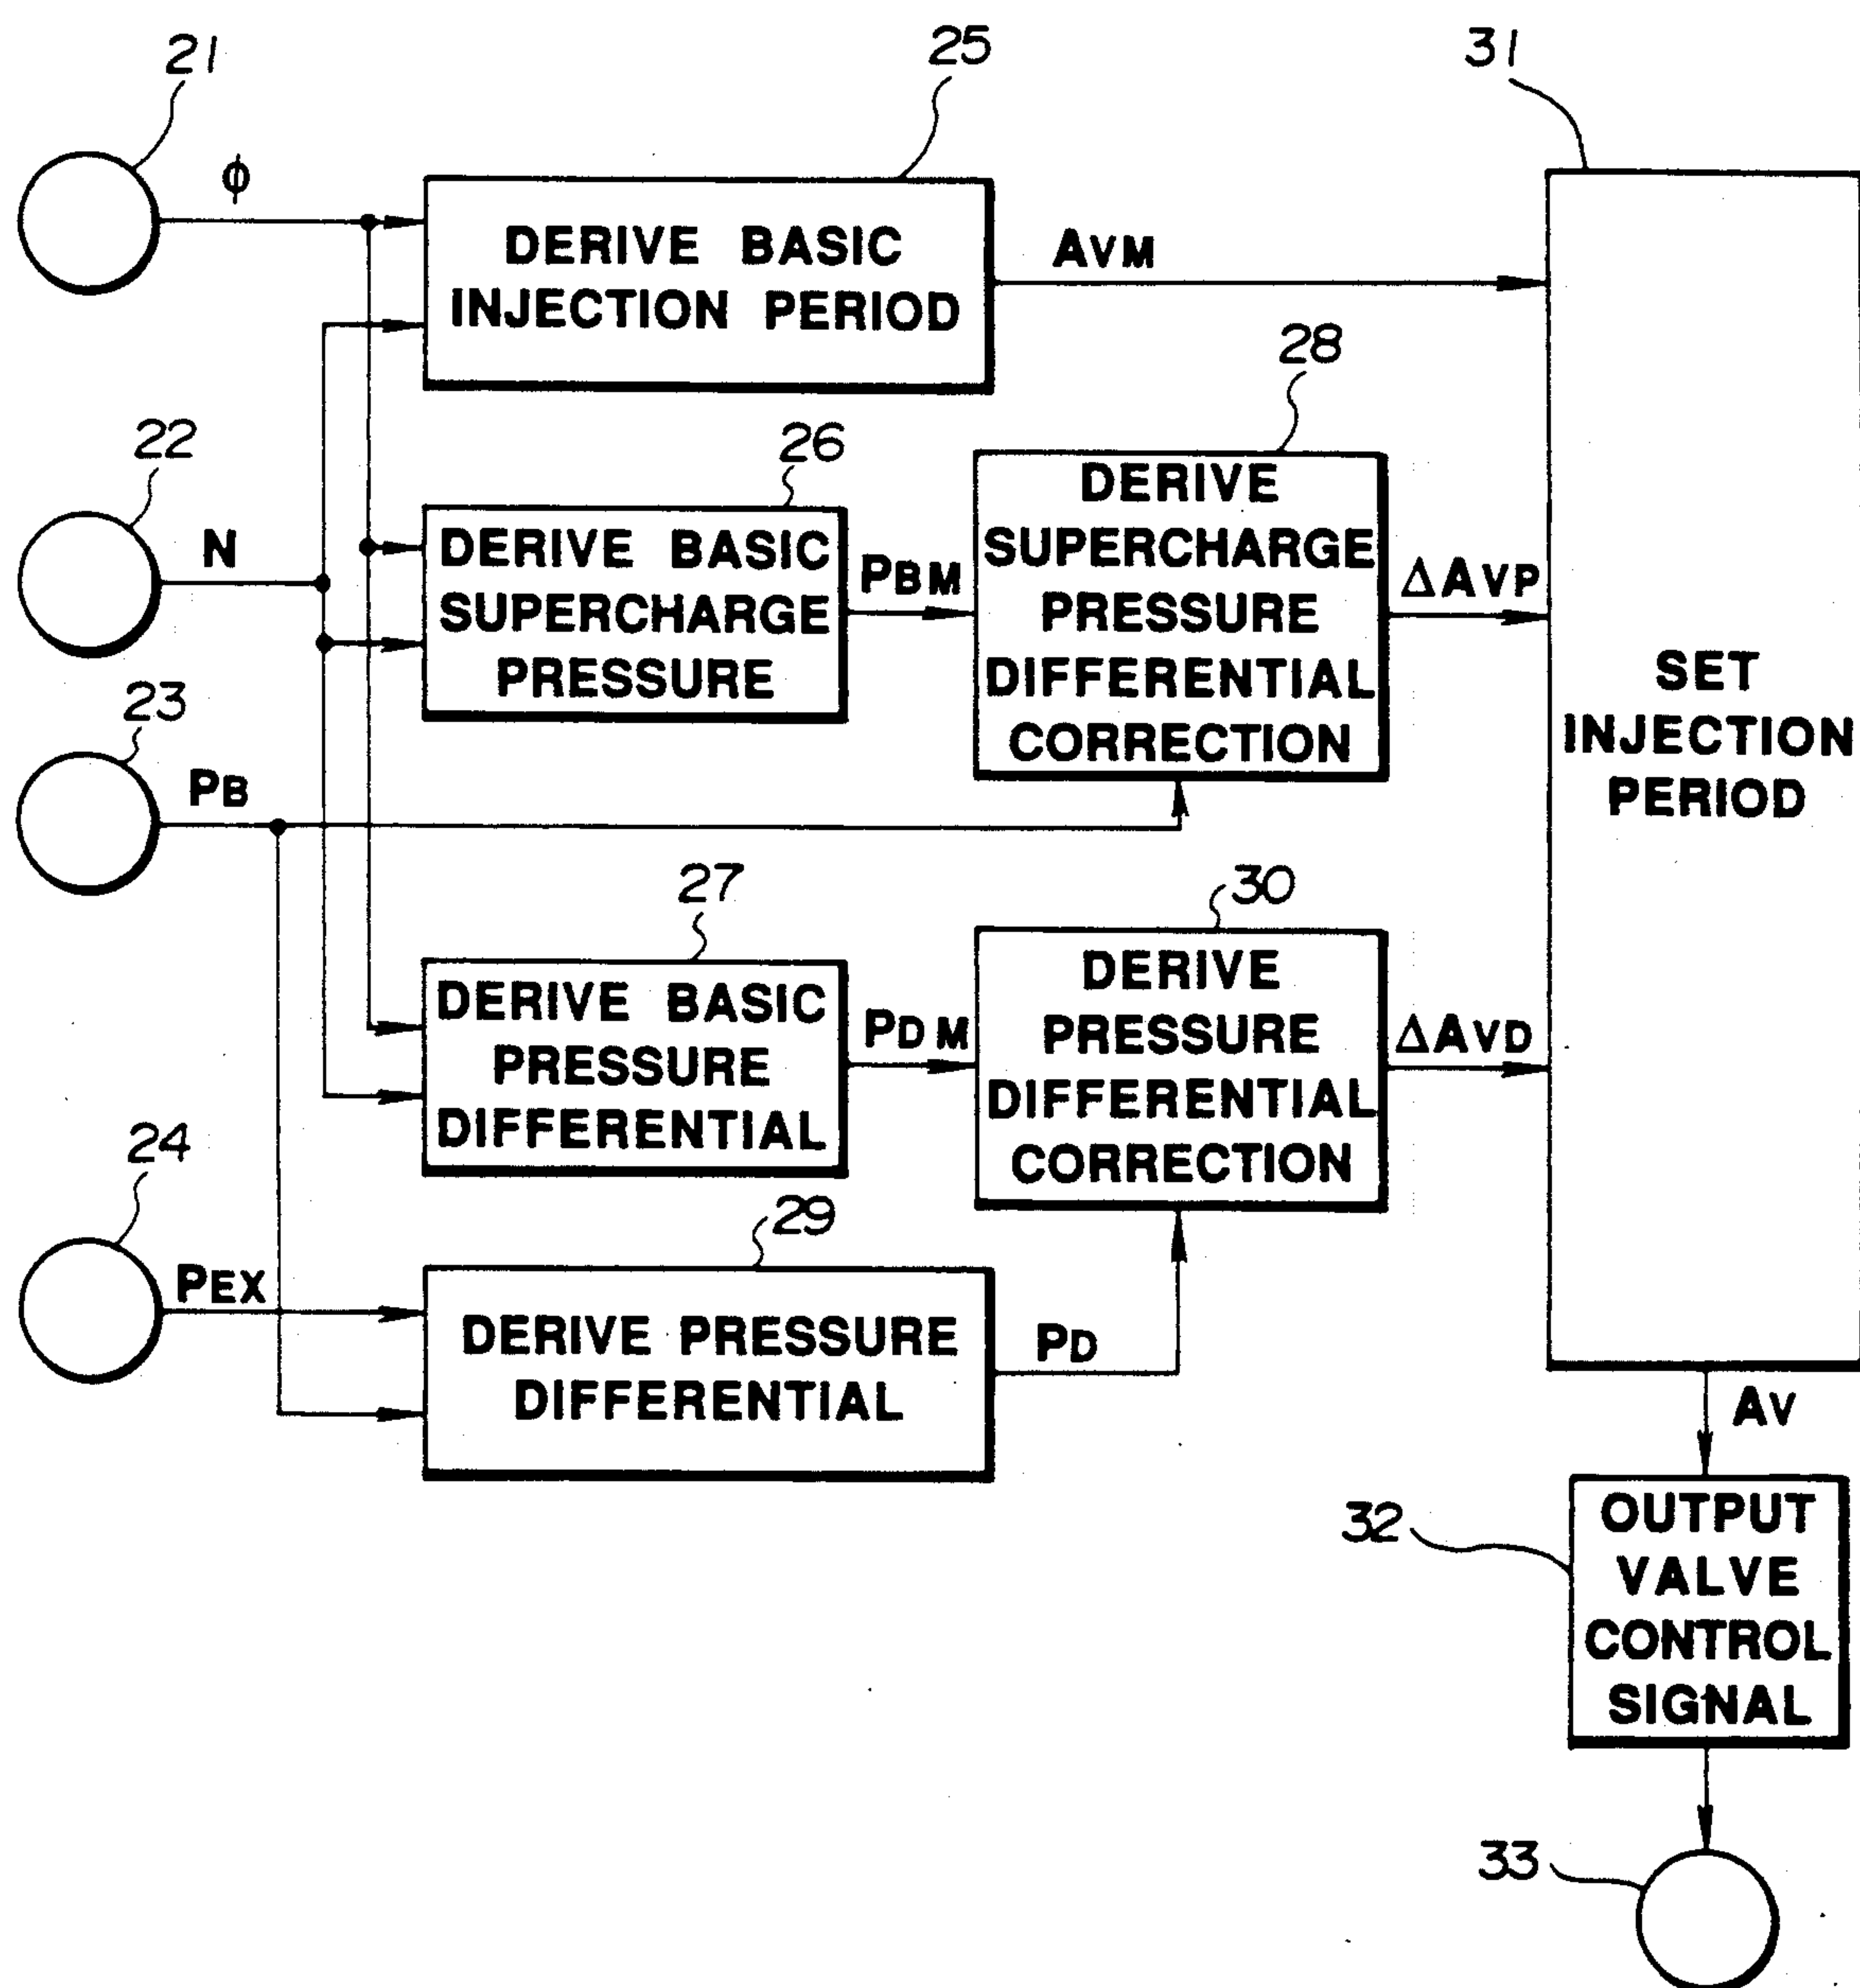 21
25
31
φ
DERIVE BASIC
INJECTION PERIOD
AVM
22
N
26
DERIVE BASIC
SUPERCHARGE
PRESSURE
PBM
28
DERIVE
SUPERCHARGE
PRESSURE
DIFFERENTIAL
CORRECTION
ΔAVP
SET
INJECTION
PERIOD
23
PB
27
DERIVE BASIC
PRESSURE
DIFFERENTIAL
PDM
30
DERIVE
PRESSURE
DIFFERENTIAL
CORRECTION
ΔAVD
24
PEX
29
DERIVE PRESSURE
DIFFERENTIAL
PD
AV
32
OUTPUT
VALVE
CONTROL
SIGNAL
33